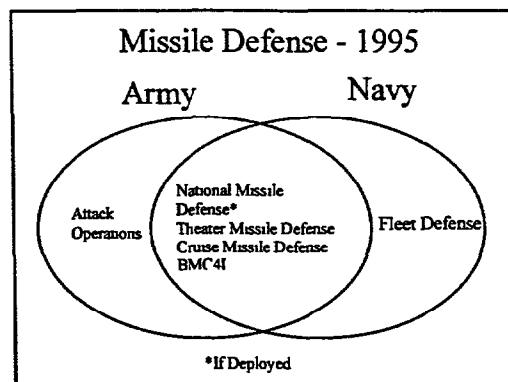 Missile Defense - 1995
Army
Navy
Attack
Operations
National Missile
Defense*
Theater Missile Defense
Cruise Missile Defense
BMC4I
Fleet Defense
*If Deployed